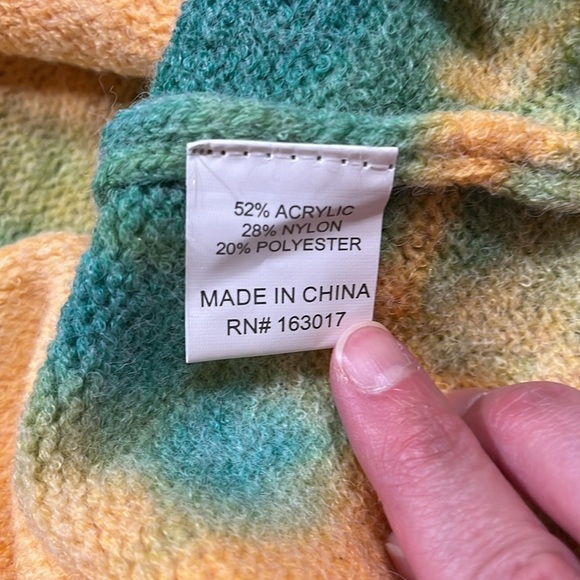 52% ACRYLIC
28% NYLON
20% POLYESTER
MADE IN CHINA
RN# 163017